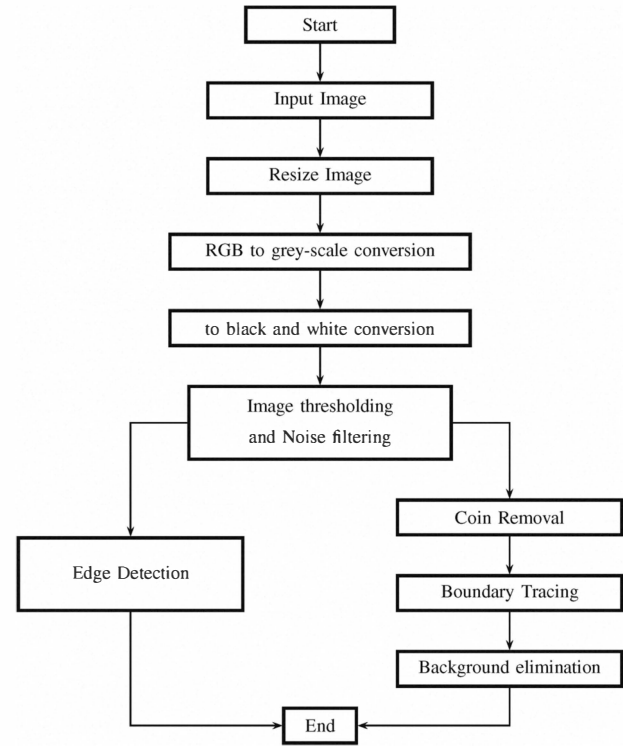 Start
Input Image
Resize Image
RGB to grey-scale conversion
to black and white conversion
Image thresholding
and Noise filtering
Coin Removal
Edge Detection
Boundary Tracing
Background elimination
End